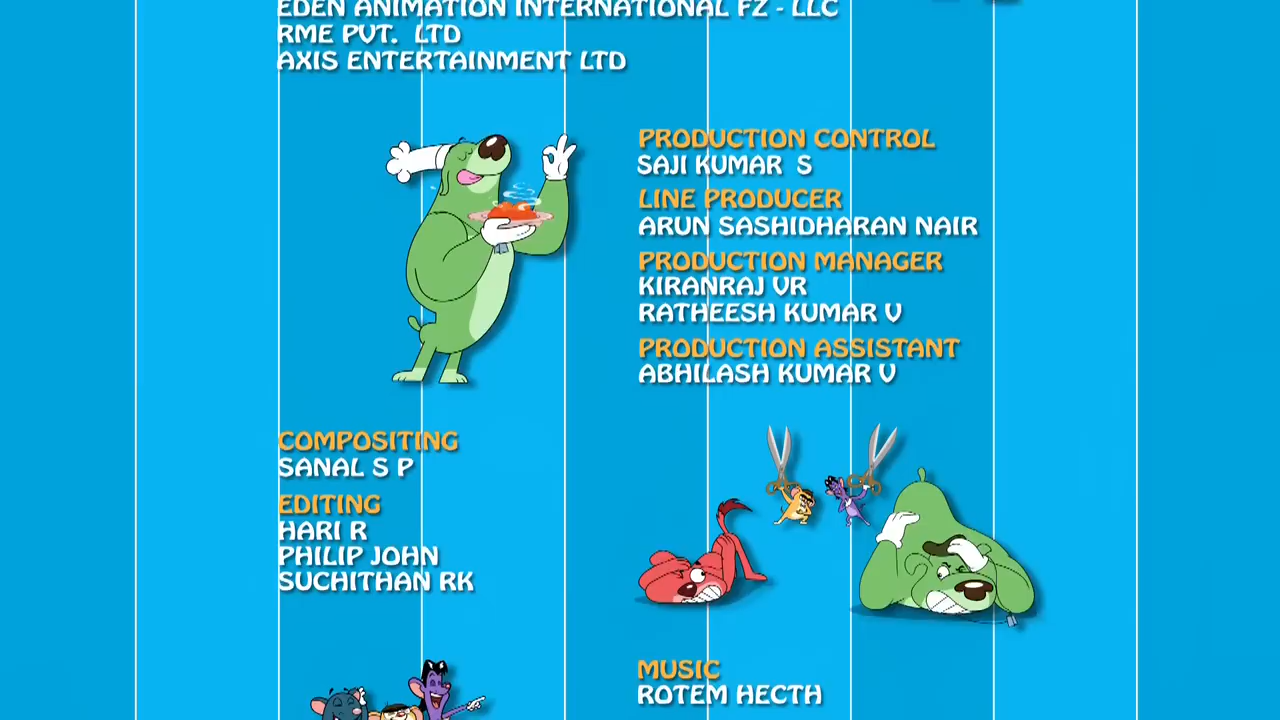 EDEN ANIMATION INTERNATIONAL FZ - LLC
RME PVT. LTD
AXIS ENTERTAINMENT LTD
PRODUCTION CONTROL
SAJI KUMAR S
LINE PRODUCER
ARUN SASHIDHARAN NAIR
PRODUCTION MANAGER
KIRANRAJ VR
RATHEESH KUMAR V
PRODUCTION ASSISTANT
ABHILASH KUMAR V
COMPOSITING
SANAL S P
EDITING
HARI R
PHILIP JOHN
SUCHITHAN RK
MUSIC
ROTEM HECTH